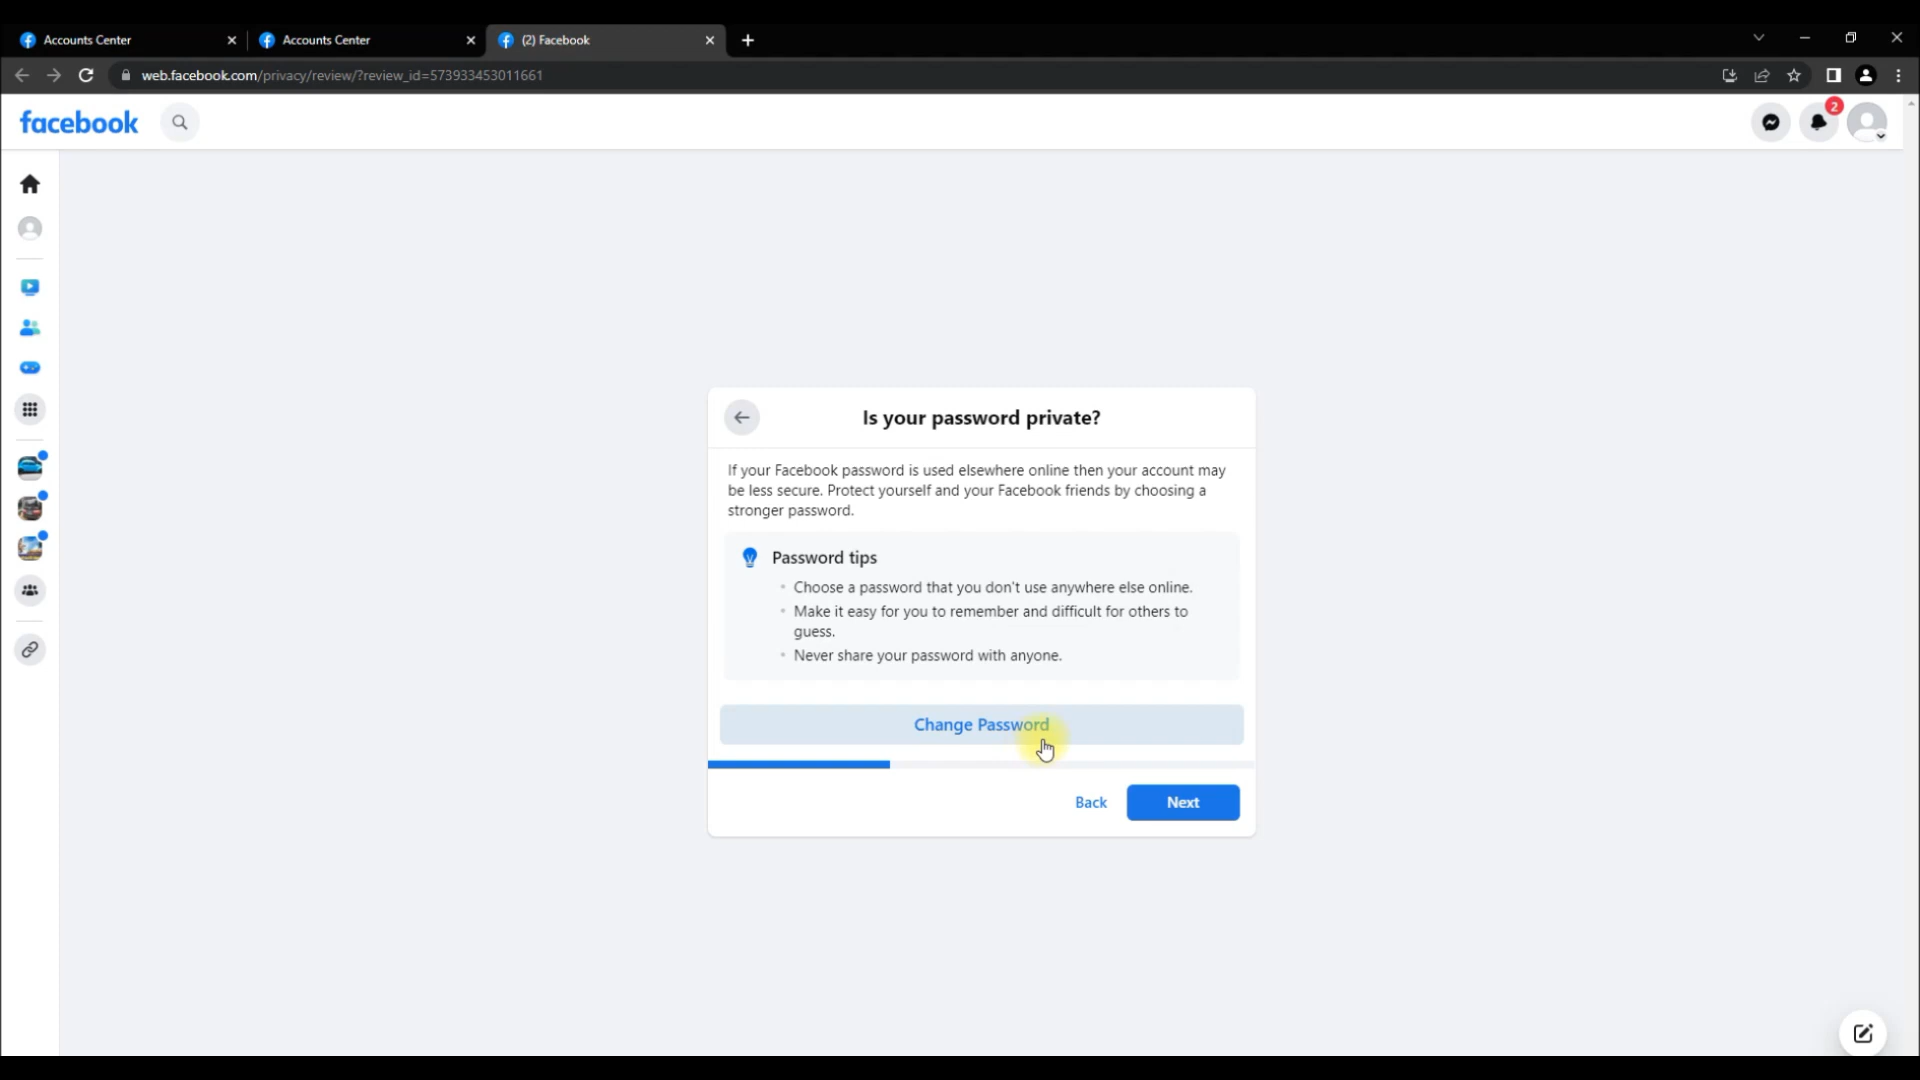 Accounts Center
Accounts Center
(2) Facebook
web.facebook.com/privacy/review/?review_id=573933453011661
facebook
2
Is your password private?
If your Facebook password is used elsewhere online then your account may
be less secure. Protect yourself and your Facebook friends by choosing a
stronger password.
Password tips
• Choose a password that you don't use anywhere else online.
• Make it easy for you to remember and difficult for others to
guess.
• Never share your password with anyone.
Change Password
Back
Next